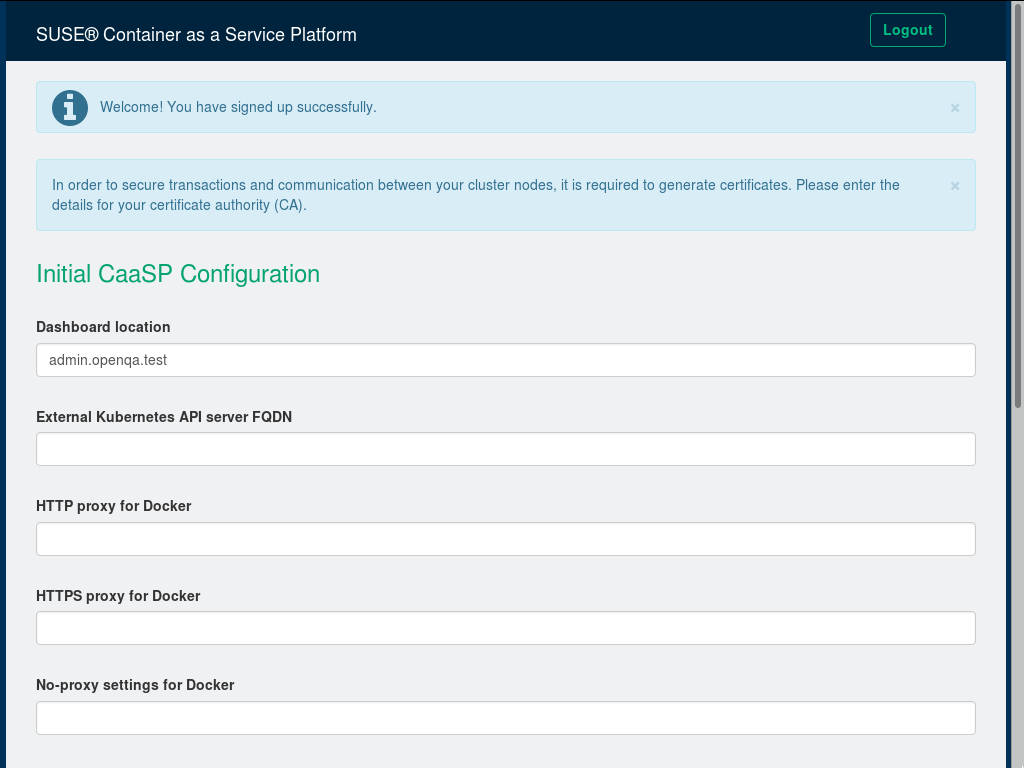 SUSE® Container as a Service Platform
Logout
Welcome! You have signed up successfully.
×
In order to secure transactions and communication between your cluster nodes, it is required to generate certificates. Please enter the
details for your certificate authority (CA).
×
Initial CaaSP Configuration
Dashboard location
admin.openqa.test
External Kubernetes API server FQDN
HTTP proxy for Docker
HTTPS proxy for Docker
No-proxy settings for Docker